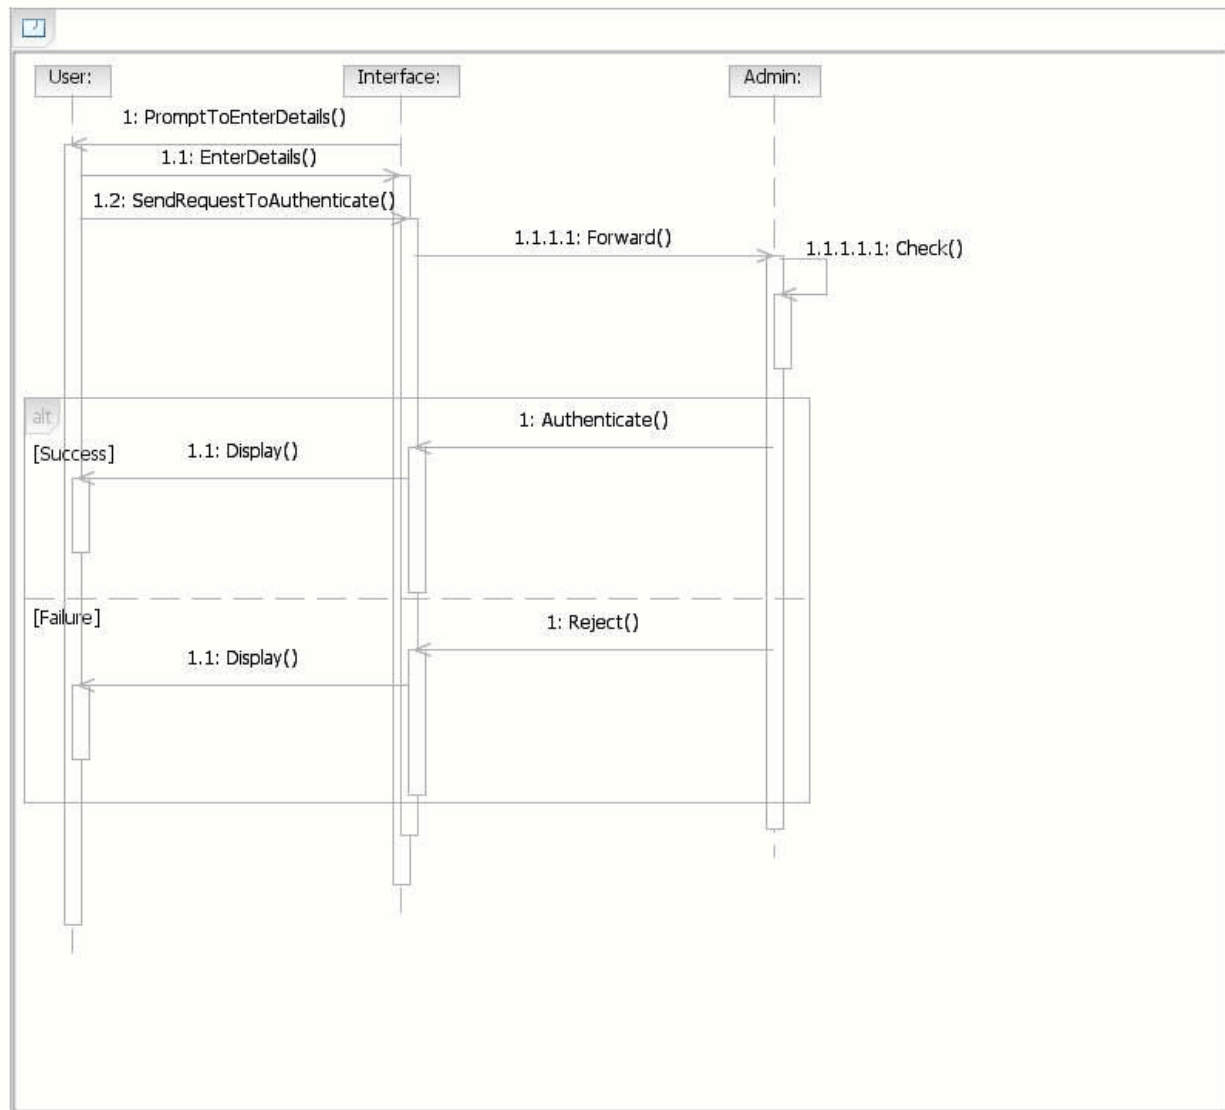 User:
Interface:
Admin:
1: PromptToEnterDetails()
1.1: EnterDetails()
1.2: SendRequestToAuthenticate()
1.1.1.1: Forward()
1.1.1.1.1: Check()
alt
1: Authenticate()
[Success]
1.1: Display()
[Failure]
1: Reject()
1.1: Display()